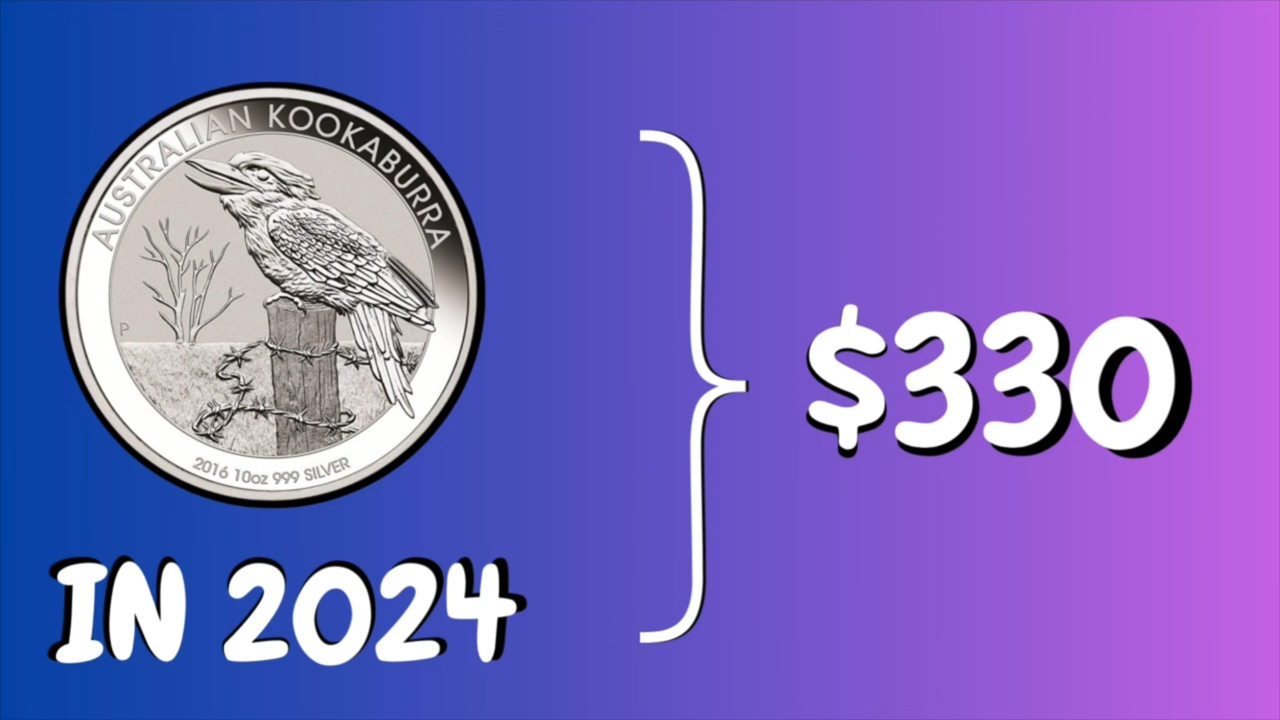 AUSTRALIAN KOOKABURRA
P
2016 10oz 999 SILVER
IN 2024
$330